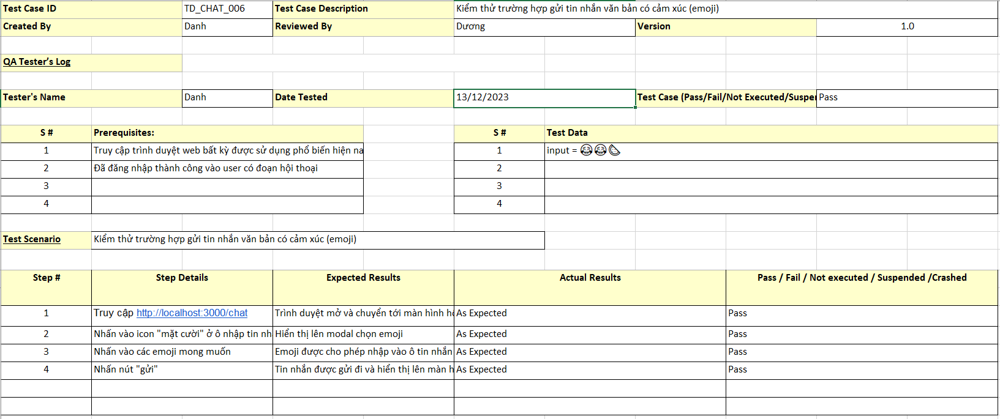 Test Case ID TD_CHAT_006 Test Case Description Kiểm thử trường hợp gửi tin nhắn văn bản có cảm xúc (emoji)
Created By Danh Reviewed By Dương Version 1.0
QA Tester’s Log
Tester's Name Danh Date Tested 13/12/2023 Test Case (Pass/Fail/Not Executed/Suspe Pass
S # Prerequisites: S # Test Data
1 Truy cập trình duyệt web bất kỳ được sử dụng phổ biến hiện na 1 input = 😂😂🍉
2 Đã đăng nhập thành công vào user có đoạn hội thoại 2
3 3
4 4
Test Scenario Kiểm thử trường hợp gửi tin nhắn văn bản có cảm xúc (emoji)
Step # Step Details Expected Results Actual Results Pass / Fail / Not executed / Suspended /Crashed
1 Truy cập http://localhost:3000/chat Trình duyệt mở và chuyển tới màn hình As Expected Pass
2 Nhấn vào icon "mặt cười" ở ô nhập tin nh Hiển thị lên modal chọn emoji As Expected Pass
3 Nhấn vào các emoji mong muốn Emoji được cho phép nhập vào ô tin nhắn As Expected Pass
4 Nhấn nút "gửi" Tin nhắn được gửi đi và hiển thị lên màn h As Expected Pass